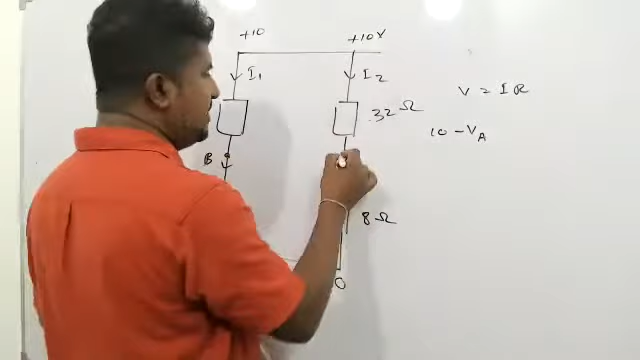 +10
+10V
I1
I2
V = IR
32 Ω
10 - VA
B
8 Ω
0